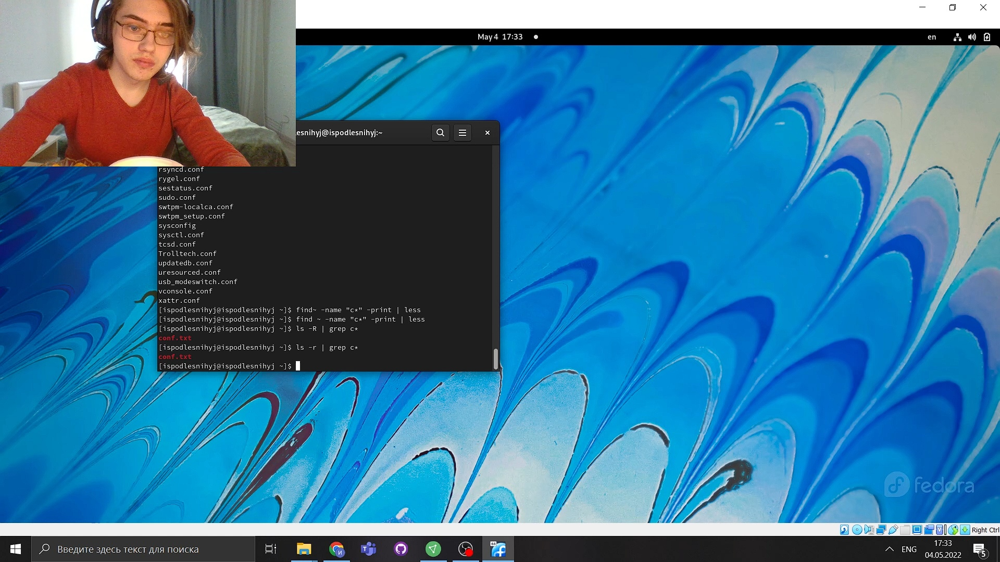 May 4 17:33
en
esnihyj@ispodlesnihyj:~
rsyncd.conf
rygel.conf
sestatus.conf
sudo.conf
swtpm-localca.conf
swtpm_setup.conf
sysconfig
sysctl.conf
tcsd.conf
Trolltech.conf
updatedb.conf
uresourced.conf
usb_modeswitch.conf
vconsole.conf
xattr.conf
[ispodlesnihyj@ispodlesnihyj ~]$ find~ -name "c*" -print | less
[ispodlesnihyj@ispodlesnihyj ~]$ find ~ -name "c*" -print | less
[ispodlesnihyj@ispodlesnihyj ~]$ ls -R | grep c*
conf.txt
[ispodlesnihyj@ispodlesnihyj ~]$ ls -r | grep c*
conf.txt
[ispodlesnihyj@ispodlesnihyj ~]$
fedora
Right Ctrl
Введите здесь текст для поиска
64
ENG
17:33
04.05.2022
5